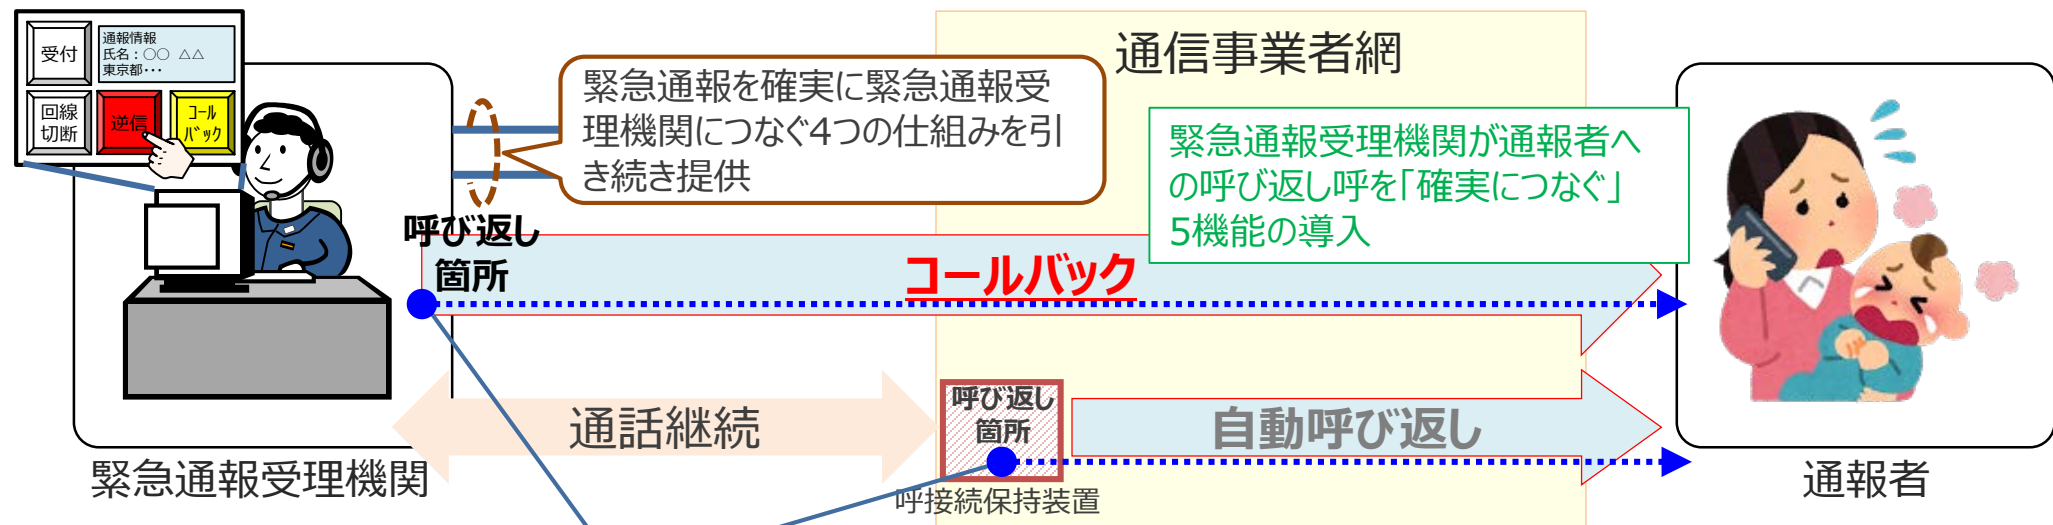 受付
通報情報
氏名：〇〇 △△
東京都・・・
回線
切断
逆信
コール
バック
通信事業者網
緊急通報を確実に緊急通報受
理機関につなぐ4つの仕組みを引
き続き提供
緊急通報受理機関が通報者へ
の呼び返し呼を「確実につなぐ」
5機能の導入
呼び返し
箇所
コールバック
通話継続
呼び返し
箇所
自動呼び返し
緊急通報受理機関
呼接続保持装置
通報者